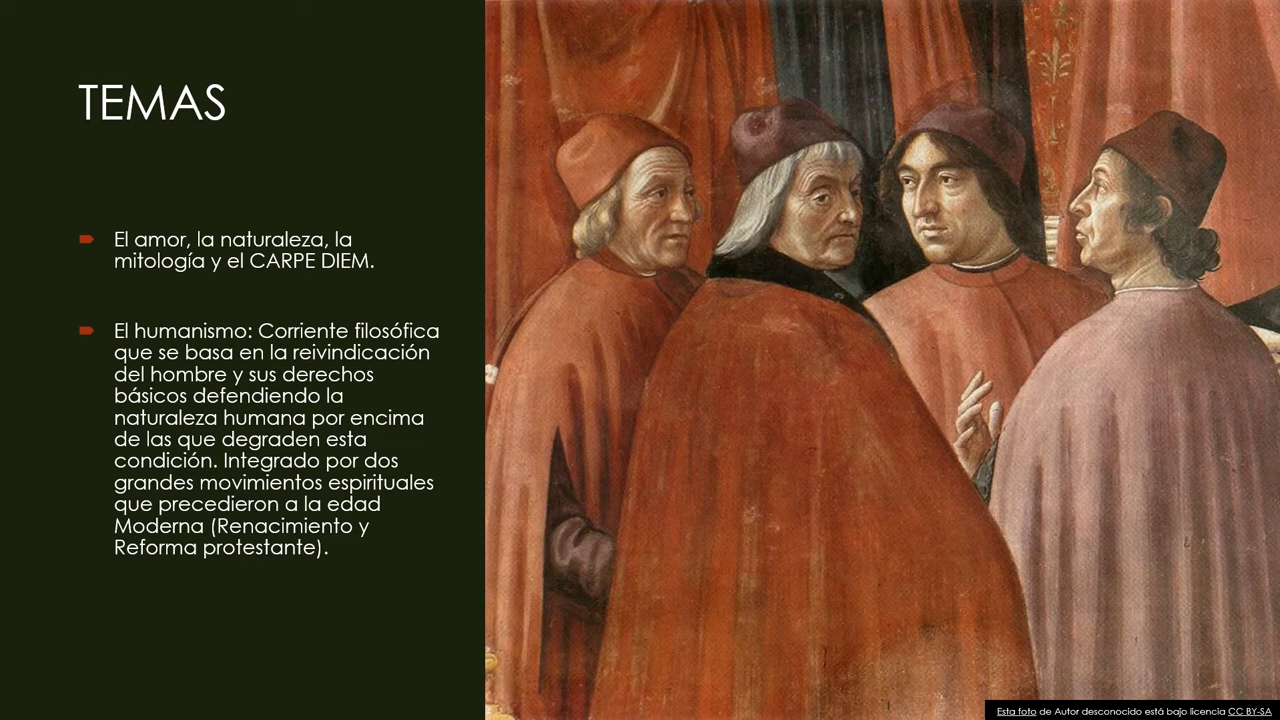 TEMAS
El amor, la naturaleza, la
mitología y el CARPE DIEM.
El humanismo: Corriente filosófica
que se basa en la reivindicación
del hombre y sus derechos
básicos defendiendo la
naturaleza humana por encima
de las que degraden esta
condición. Integrado por dos
grandes movimientos espirituales
que precedieron a la edad
Moderna (Renacimiento y
Reforma protestante).
Esta foto de Autor desconocido está bajo licencia CC BY-SA